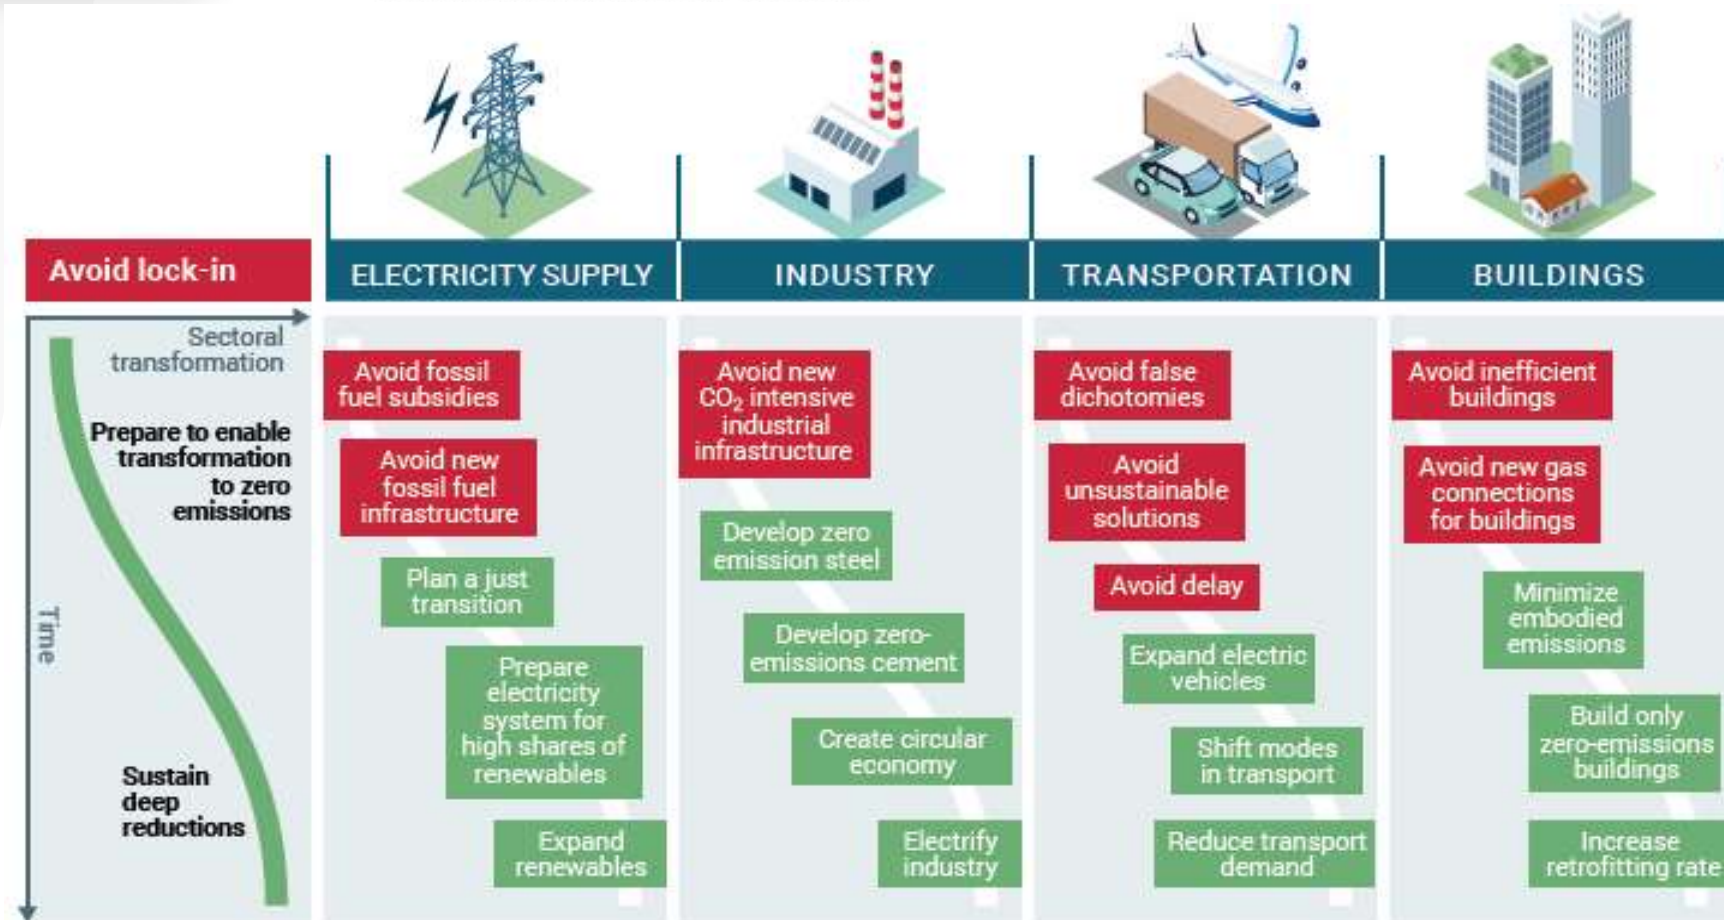 Avoid lock-in
ELECTRICITY SUPPLY
INDUSTRY
TRANSPORTATION
BUILDINGS
Sectoral
transformation
Prepare to enable
transformation
to zero
emissions
Time
Sustain
deep
reductions
Avoid fossil
fuel subsidies
Avoid new
fossil fuel
infrastructure
Plan a just
transition
Prepare
electricity
system for
high shares of
renewables
Expand
renewables
Avoid new
CO₂ intensive
industrial
infrastructure
Develop zero
emission steel
Develop zero-
emissions cement
Create circular
economy
Electrify
industry
Avoid false
dichotomies
Avoid
unsustainable
solutions
Avoid delay
Expand electric
vehicles
Shift modes
in transport
Reduce transport
demand
Avoid inefficient
buildings
Avoid new gas
connections
for buildings
Minimize
embodied
emissions
Build only
zero-emissions
buildings
Increase
retrofitting rate